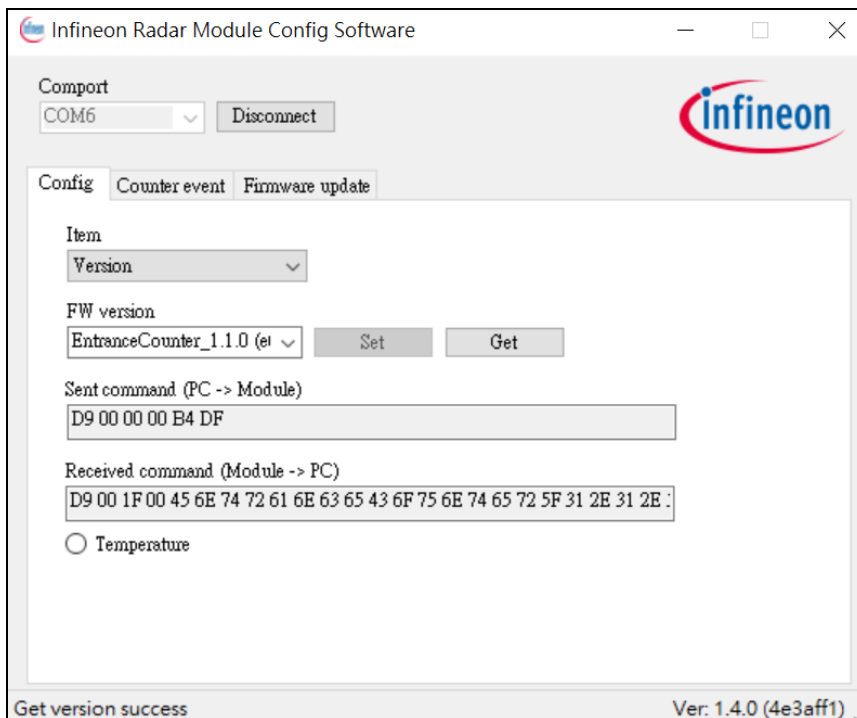 Infineon Radar Module Config Software
Comport
COM6
Disconnect
infineon
Config
Counter event
Firmware update
Item
Version
FW version
EntranceCounter_1.1.0
Set
Get
Sent command (PC -> Module)
D9 00 00 00 B4 DF
Received command (Module -> PC)
D9 00 1F 00 45 6E 74 72 61 6E 63 65 43 6F 75 6E 74 65 72 5F 31 2E 31 2E
Temperature
Get version success
Ver: 1.4.0 (4e3aff1)